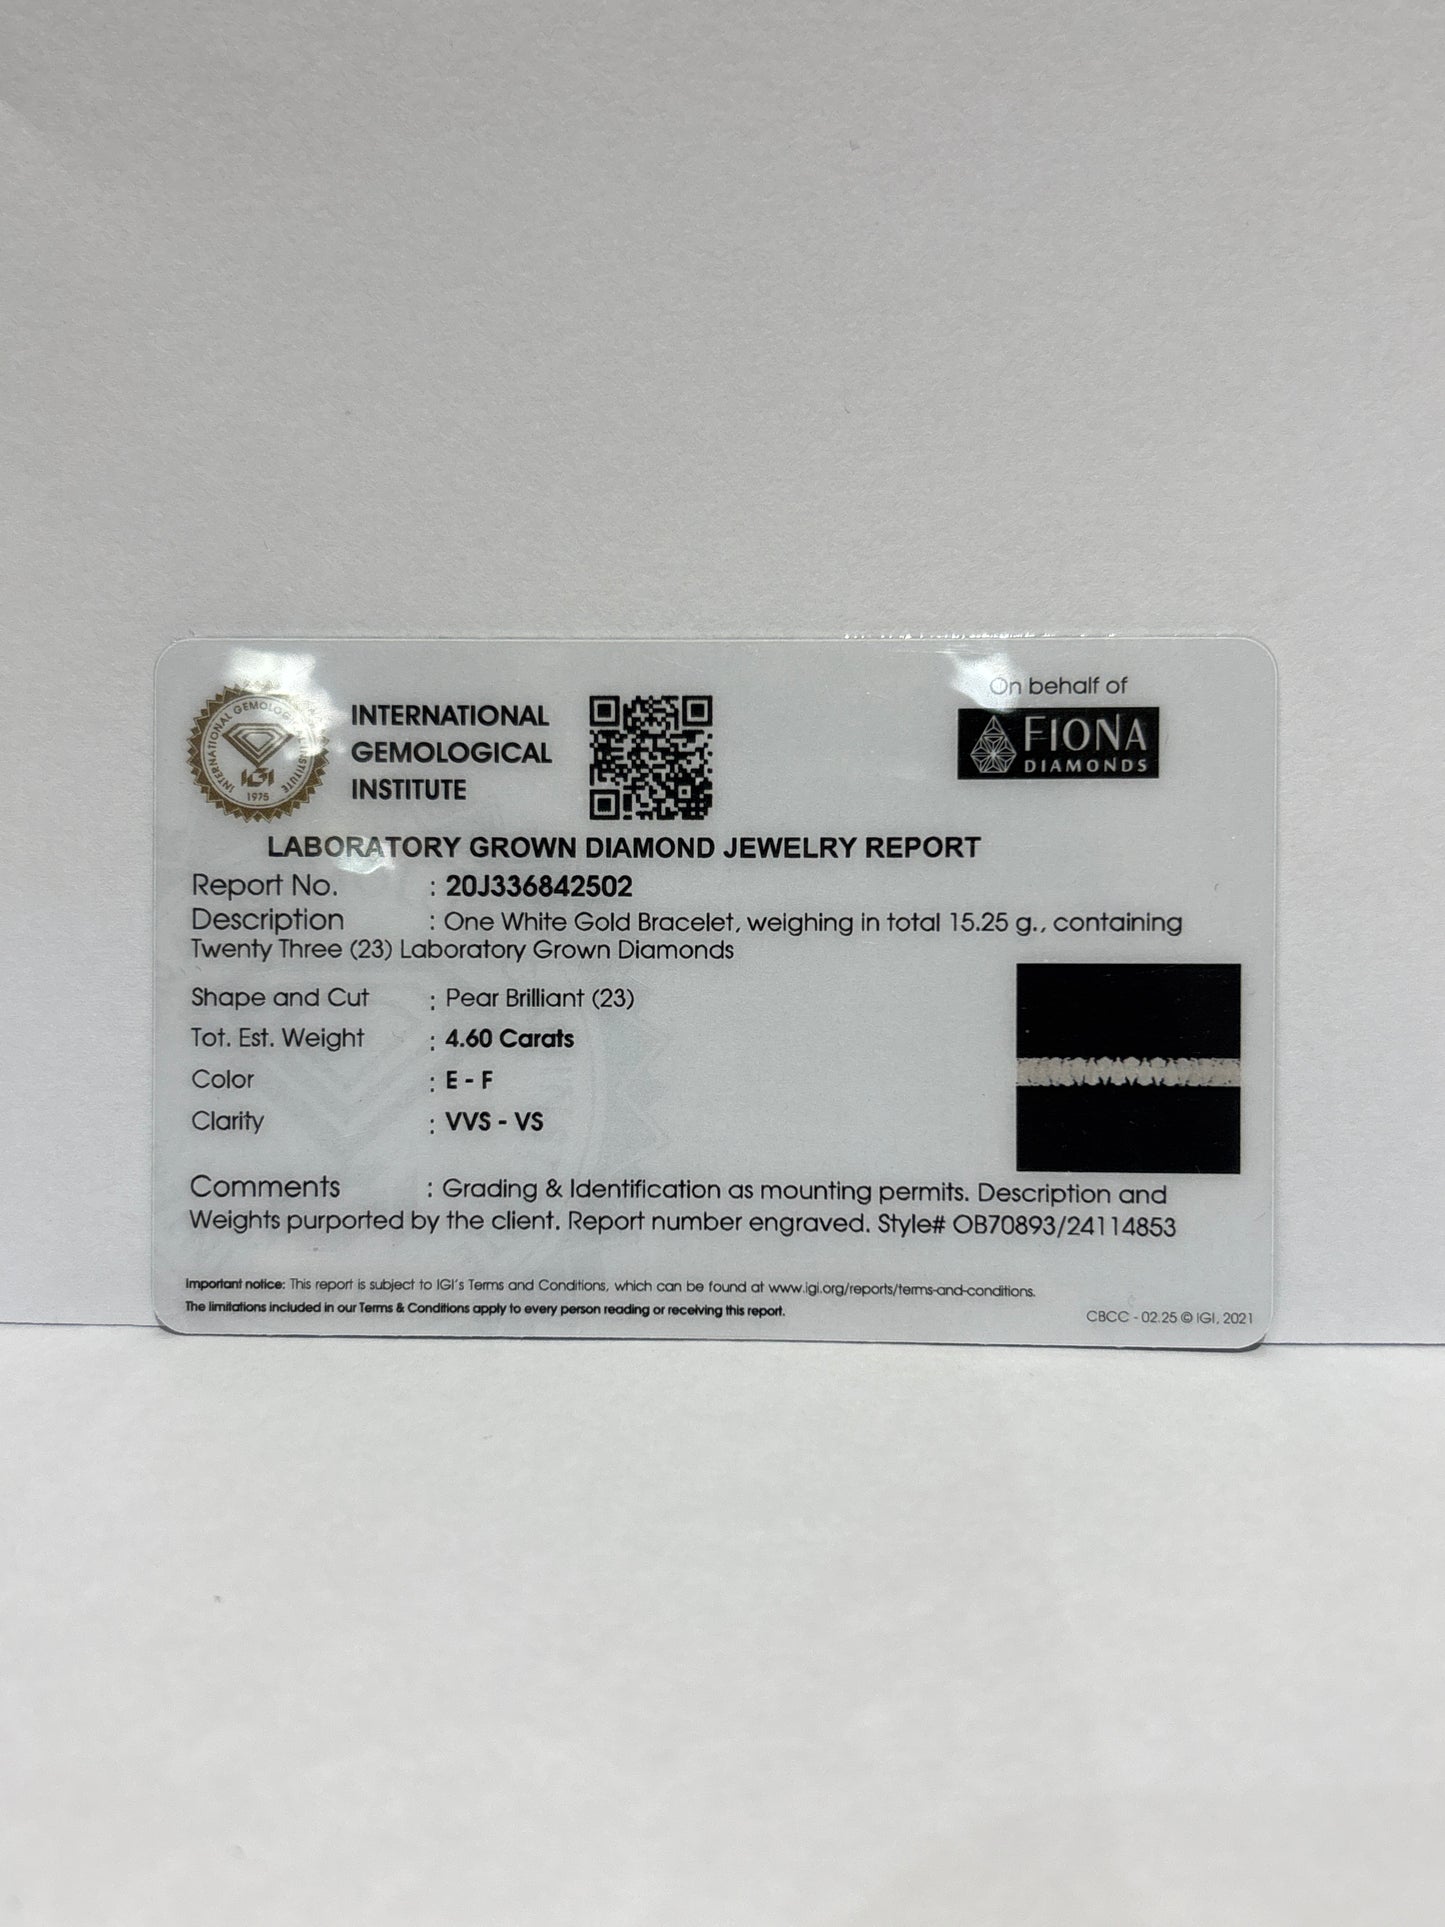 On behalf of
FIONA
DIAMONDS
INTERNATIONAL GEMOLOGICAL INSTITUTE
IGI
1975
INTERNATIONAL
GEMOLOGICAL
INSTITUTE
LABORATORY GROWN DIAMOND JEWELRY REPORT
Report No. : 20J336842502
Description : One White Gold Bracelet, weighing in total 15.25 g., containing
Twenty Three (23) Laboratory Grown Diamonds
Shape and Cut : Pear Brilliant (23)
Tot. Est. Weight : 4.60 Carats
Color : E - F
Clarity : VVS - VS
Comments : Grading & Identification as mounting permits. Description and
Weights purported by the client. Report number engraved. Style# OB70893/24114853
Important notice: This report is subject to IGI's Terms and Conditions, which can be found at www.igi.org/reports/terms-and-conditions.
The limitations included in our Terms & Conditions apply to every person reading or receiving this report.
CBCC - 02.25 © IGI, 2021